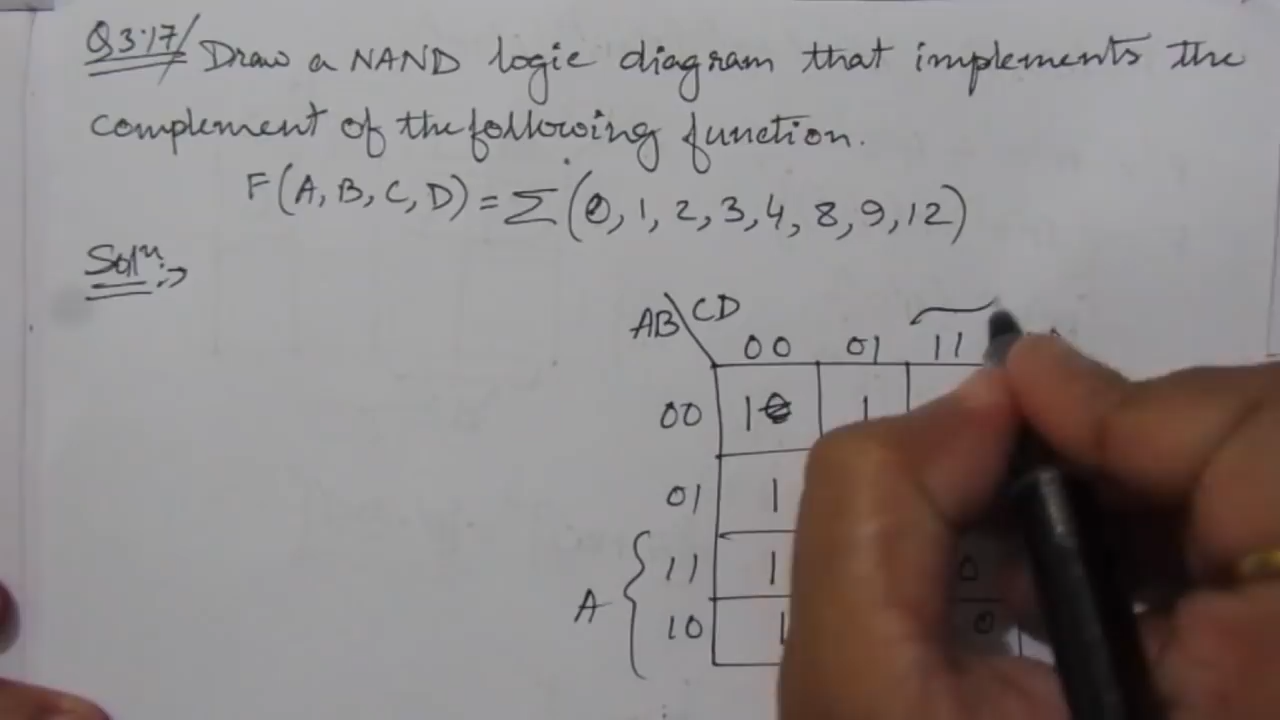 Q3.17/ Draw a NAND logic diagram that implements the
complement of the following function.
F(A, B, C, D) = Σ (0, 1, 2, 3, 4, 8, 9, 12)
Solⁿ:->
AB\CD
00 01 11
00 1 1
01 1
A { 11 1 0
10 1 0